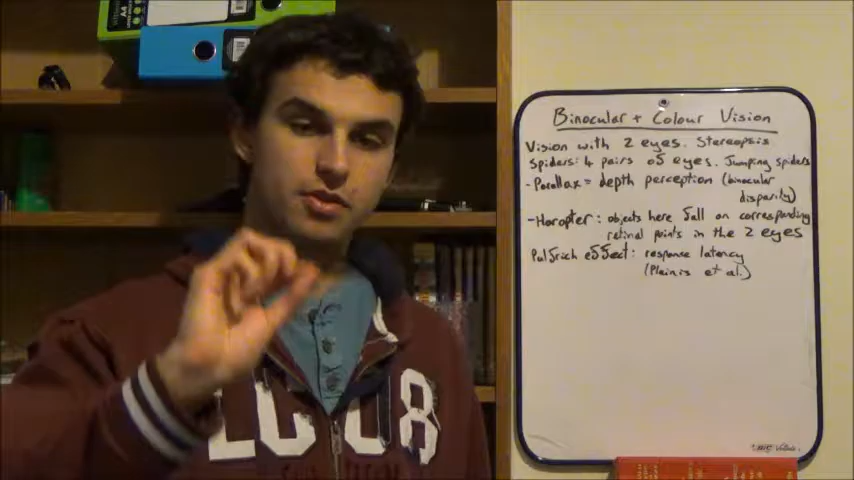 A4
Binocular + Colour Vision
Vision with 2 eyes. Stereopsis
Spiders: 4 pairs of eyes. Jumping spiders
- Parallax = depth perception (binocular
disparity)
- Horopter: objects here fall on corresponding
retinal points in the 2 eyes
Pulfrich effect: response latency
(Plainis et al.)